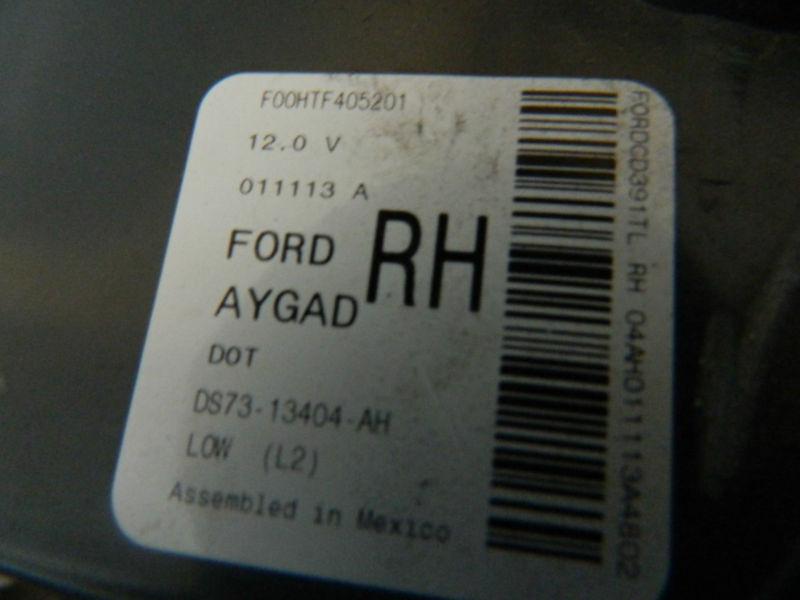 F00HTF405201
12.0 V
011113 A
FORD
RH
AYGAD
DOT
DS73-13404-AH
LOW (L2)
Assembled in Mexico
FORDCD391TL RH 04AH011113A4802